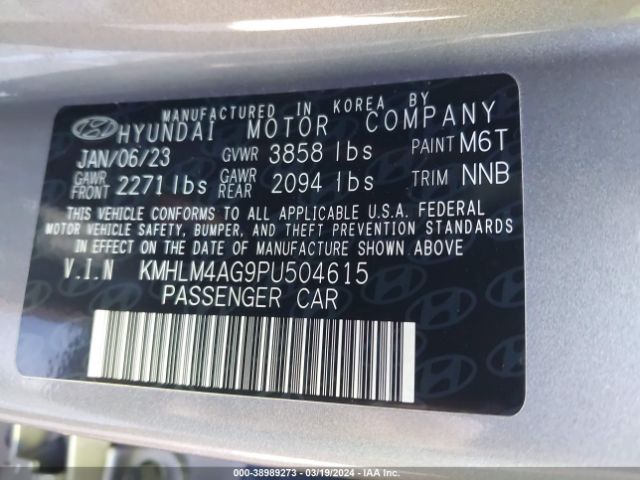 MANUFACTURED IN KOREA BY
HYUNDAI MOTOR COMPANY
JAN/06/23 GVWR 3858 lbs PAINT M6T
GAWR FRONT 2271 lbs GAWR REAR 2094 lbs TRIM NNB
THIS VEHICLE CONFORMS TO ALL APPLICABLE U.S.A. FEDERAL
MOTOR VEHICLE SAFETY, BUMPER, AND THEFT PREVENTION STANDARDS
IN EFFECT ON THE DATE OF MANUFACTURE SHOWN ABOVE
V.I.N KMHLM4AG9PU504615
PASSENGER CAR
000-38989273 - 03/19/2024 - IAA Inc.